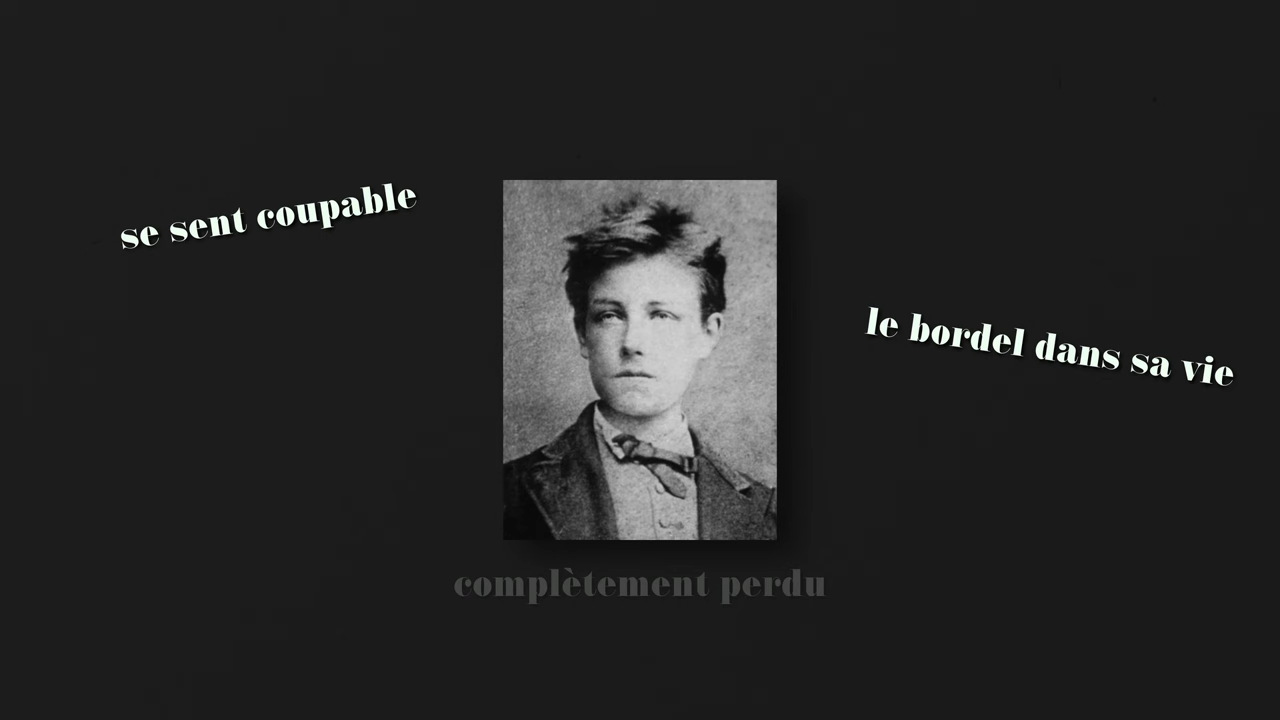 se sent coupable
le bordel dans sa vie
complètement perdu